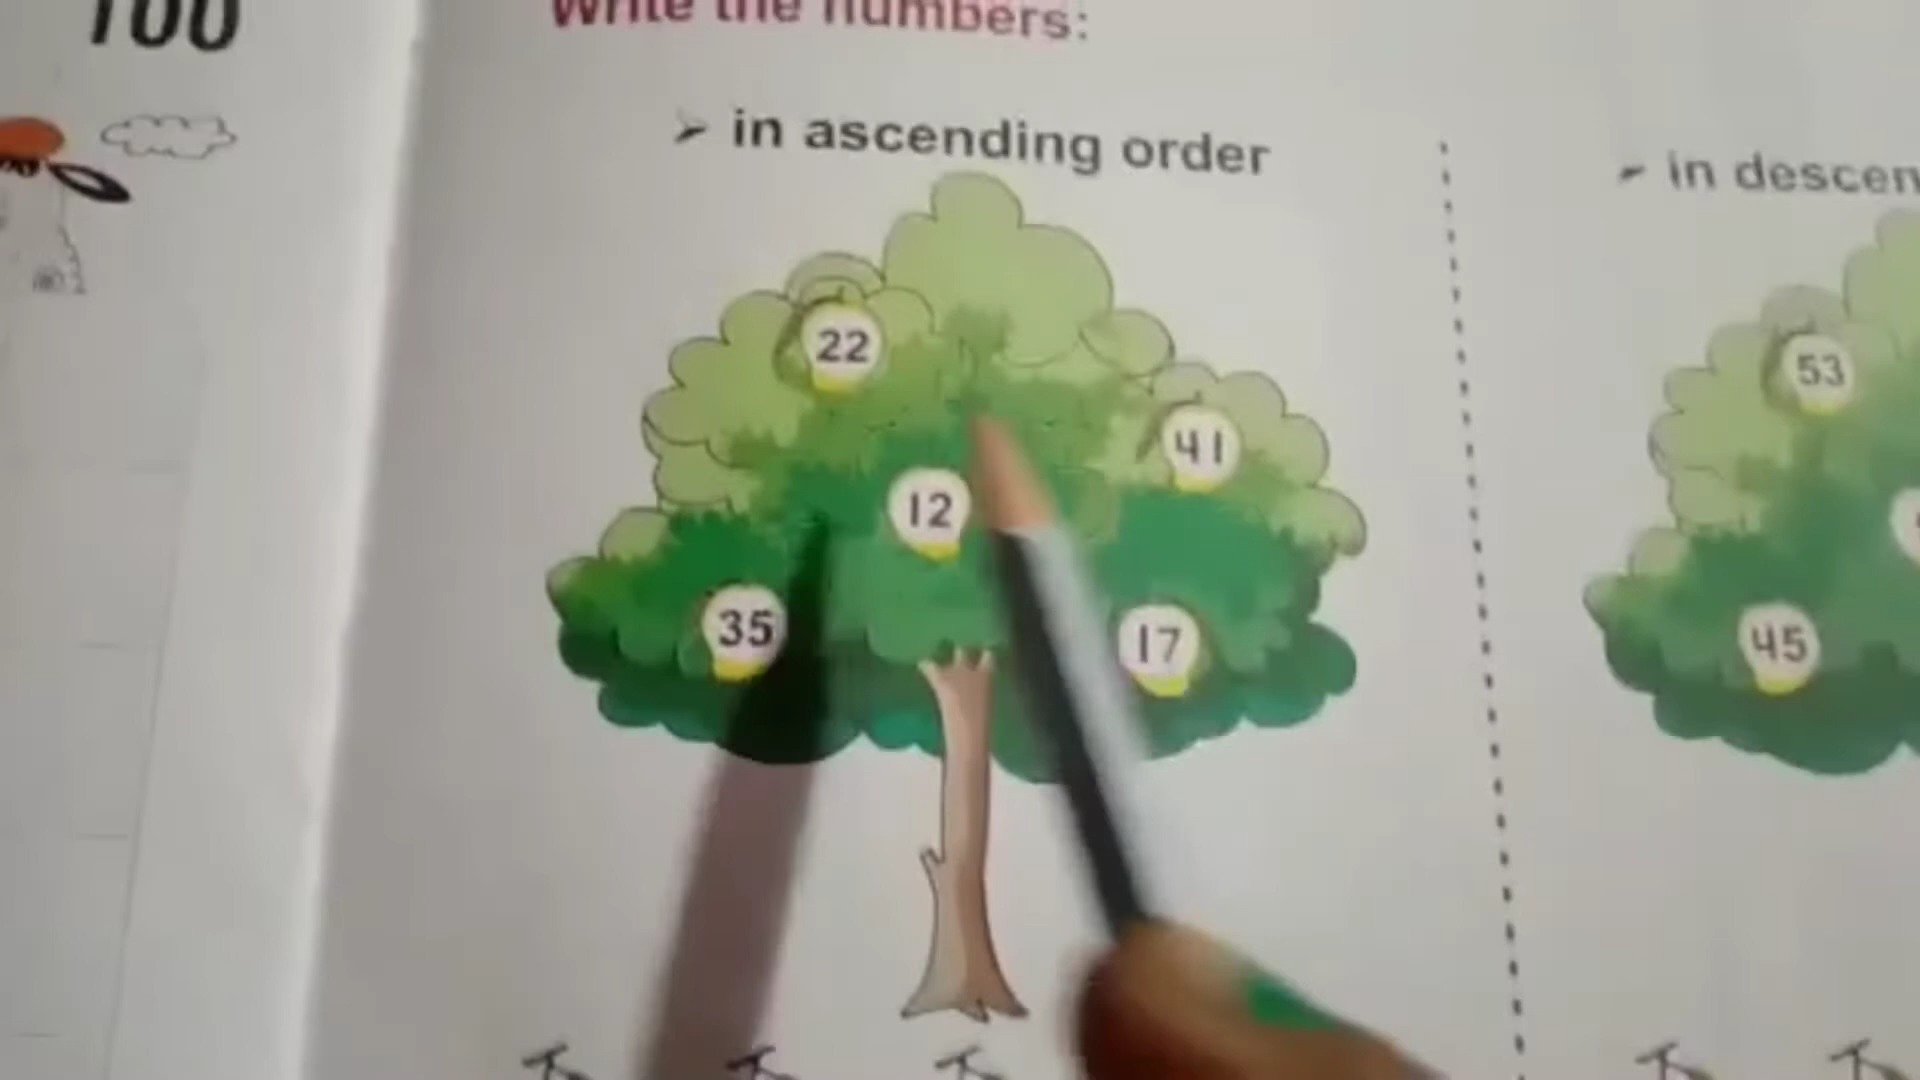 100
Write the numbers:
➢ in ascending order
➢ in descen
22
53
41
12
35
17
45